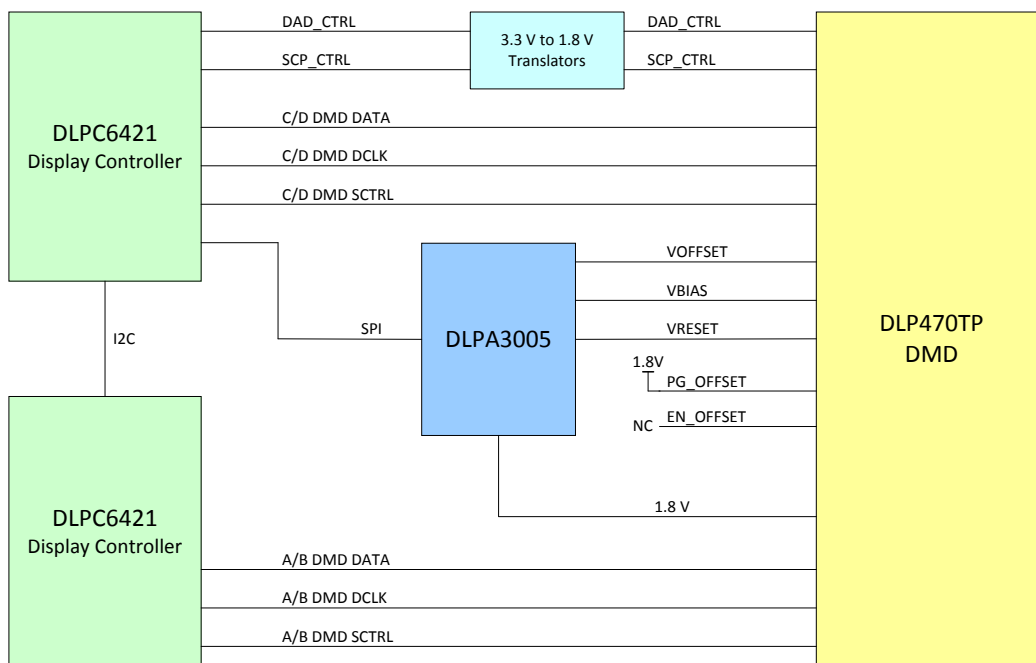 DAD_CTRL
3.3 V to 1.8 V
Translators
DAD_CTRL
SCP_CTRL
SCP_CTRL
DLPC6421
Display Controller
C/D DMD DATA
C/D DMD DCLK
C/D DMD SCTRL
VOFFSET
VBIAS
SPI
DLPA3005
VRESET
DLP470TP
DMD
I2C
1.8V
PG_OFFSET
NC
EN_OFFSET
1.8 V
DLPC6421
Display Controller
A/B DMD DATA
A/B DMD DCLK
A/B DMD SCTRL